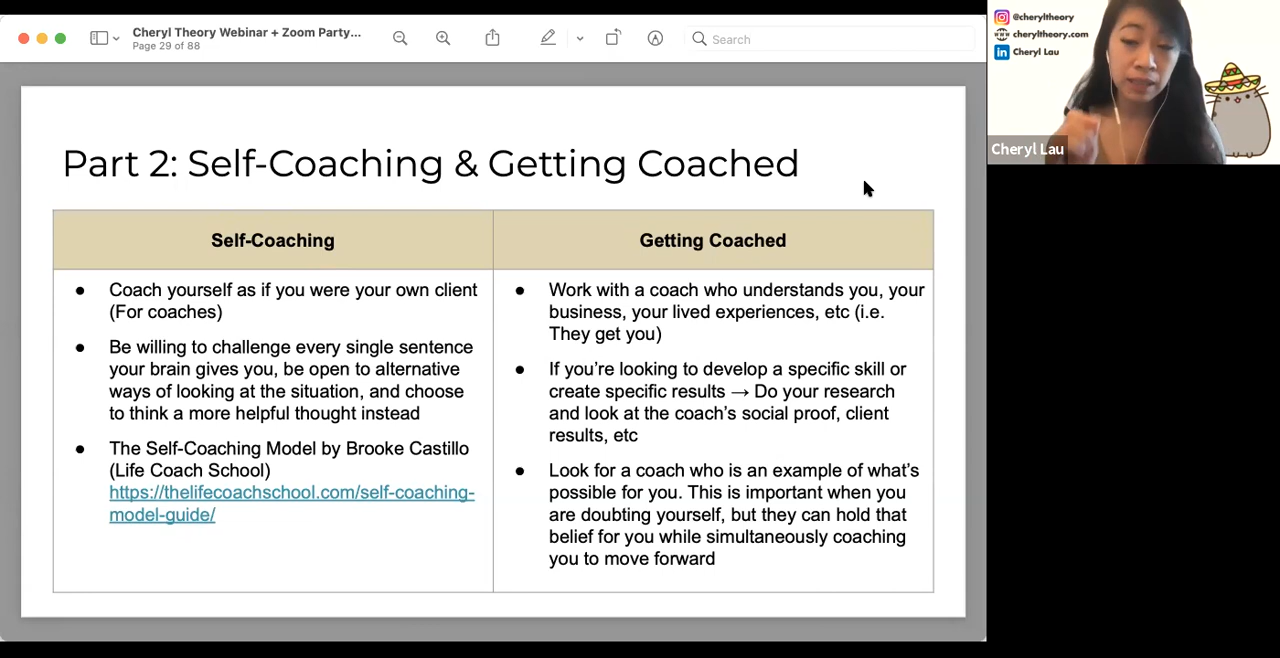 Cheryl Theory Webinar + Zoom Party...
Page 29 of 88
Search
@cheryltheory
cheryltheory.com
in Cheryl Lau
Cheryl Lau
Part 2: Self-Coaching & Getting Coached
Self-Coaching
● Coach yourself as if you were your own client
(For coaches)
● Be willing to challenge every single sentence
your brain gives you, be open to alternative
ways of looking at the situation, and choose
to think a more helpful thought instead
● The Self-Coaching Model by Brooke Castillo
(Life Coach School)
https://thelifecoachschool.com/self-coaching-
model-guide/
Getting Coached
● Work with a coach who understands you, your
business, your lived experiences, etc (i.e.
They get you)
● If you’re looking to develop a specific skill or
create specific results → Do your research
and look at the coach’s social proof, client
results, etc
● Look for a coach who is an example of what’s
possible for you. This is important when you
are doubting yourself, but they can hold that
belief for you while simultaneously coaching
you to move forward